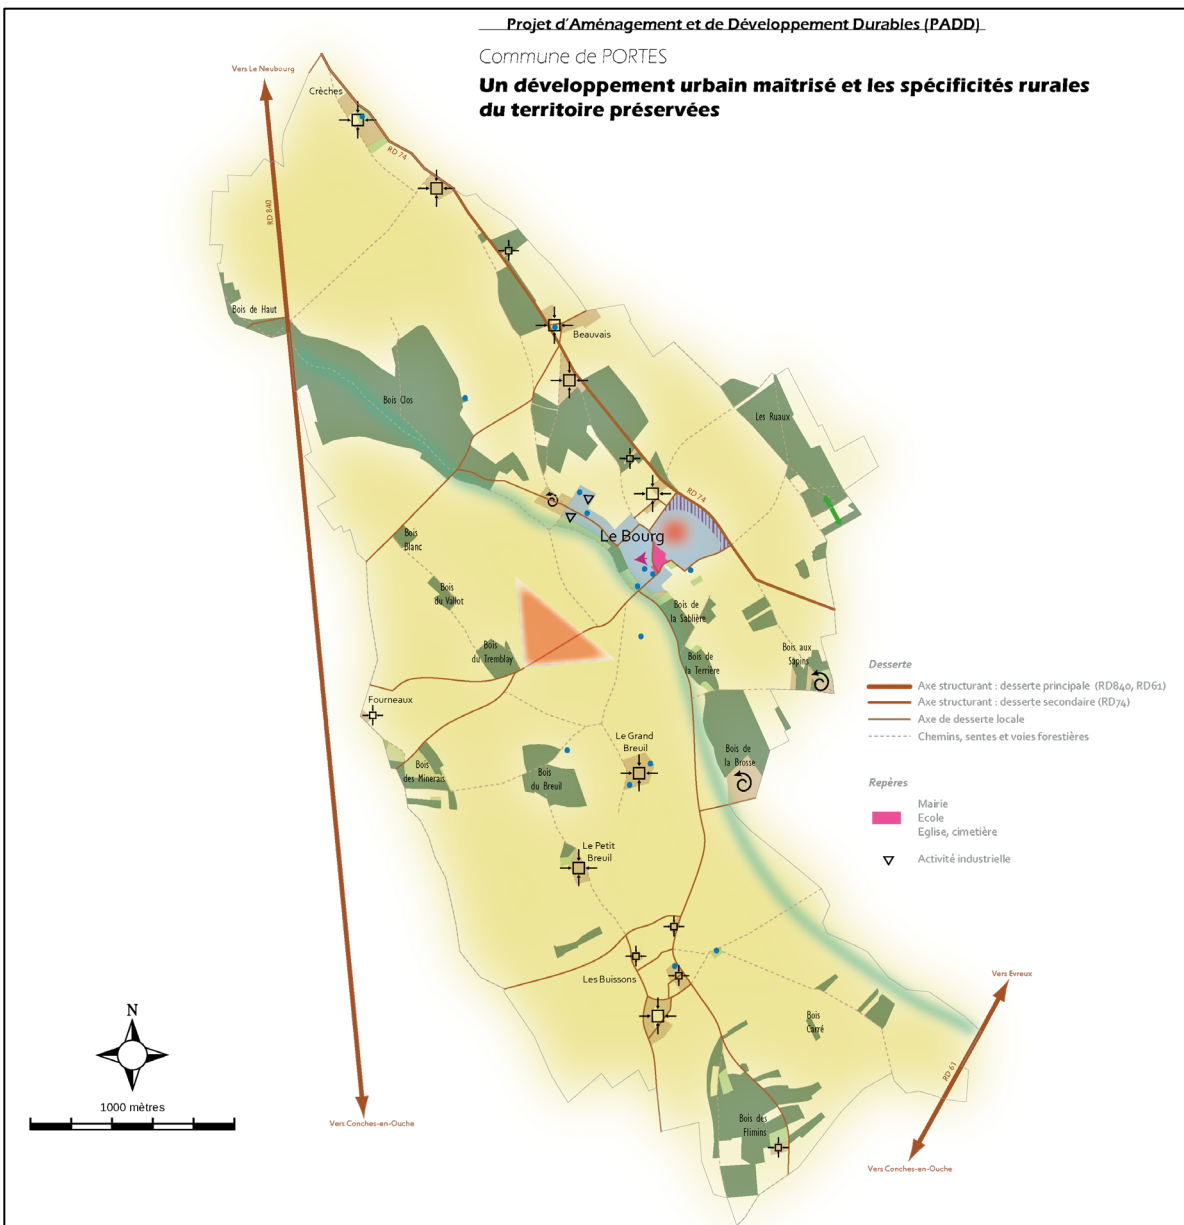 Projet d'Aménagement et de Développement Durables (PADD)
Commune de PORTES
Un développement urbain maîtrisé et les spécificités rurales
du territoire préservées
Vers Le Neubourg
Crèches
RD 74
RD 840
Bois de Haut
Beauvais
Bois Clos
Les Ruaux
RD 74
Le Bourg
Bois
Blanc
Bois
du Vallot
Bois de
la Sablière
Bois
du Tremblay
Bois de
la Terrière
Bois aux
Sapins
Desserte
Axe structurant : desserte principale (RD840, RD61)
Axe structurant : desserte secondaire (RD74)
Axe de desserte locale
Chemins, sentes et voies forestières
Fourneaux
Le Grand
Breuil
Bois de
la Brosse
Bois
des Minerais
Bois
du Breuil
Repères
Mairie
Ecole
Eglise, cimetière
Activité industrielle
Le Petit
Breuil
Les Buissons
Vers Evreux
N
Bois
Carré
1000 mètres
RD 61
Vers Conches-en-Ouche
Bois des
Flimins
Vers Conches-en-Ouche